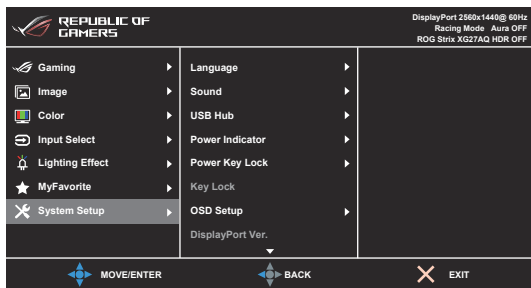 REPUBLIC OF
GAMERS
DisplayPort 2560x1440@ 60Hz
Racing Mode Aura OFF
ROG Strix XG27AQ HDR OFF
Gaming
Image
Color
Input Select
Lighting Effect
MyFavorite
System Setup
Language
Sound
USB Hub
Power Indicator
Power Key Lock
Key Lock
OSD Setup
DisplayPort Ver.
MOVE/ENTER
BACK
EXIT